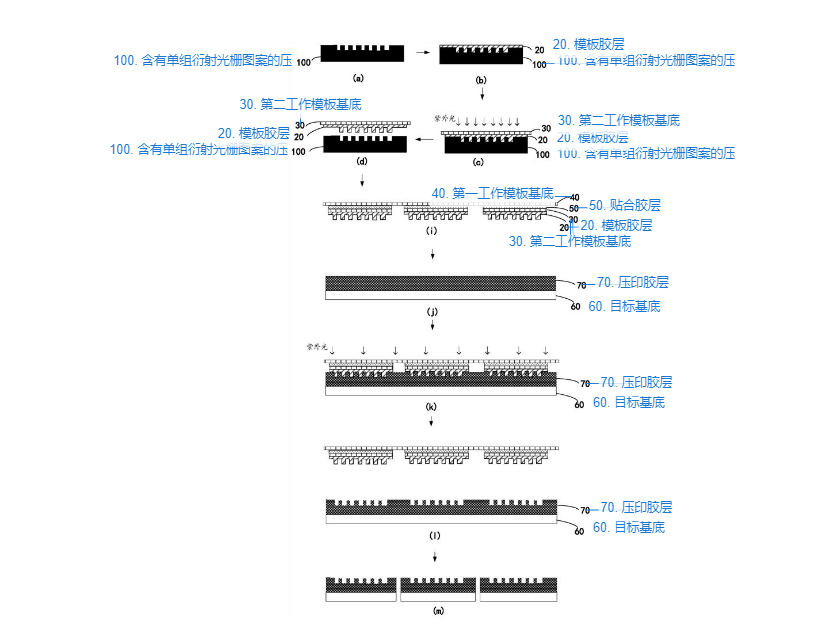 20. 模板胶层
20
100. 含有单组衍射光栅图案的压
100
100
100. 含有单组衍射光栅图案的压
(a)
(b)
30. 第二工作模板基底
紫外光
30. 第二工作模板基底
30
30
20. 模板胶层
20
20
20. 模板胶层
100. 含有单组衍射光栅图案的压
100
100
100. 含有单组衍射光栅图案的压
(d)
(c)
40. 第一工作模板基底
40
50
50. 贴合胶层
30
20
20. 模板胶层
(i)
30. 第二工作模板基底
70
70. 压印胶层
60
60. 目标基底
(j)
紫外光
70
70. 压印胶层
60
60. 目标基底
(k)
70
70. 压印胶层
60
60. 目标基底
(l)
(m)